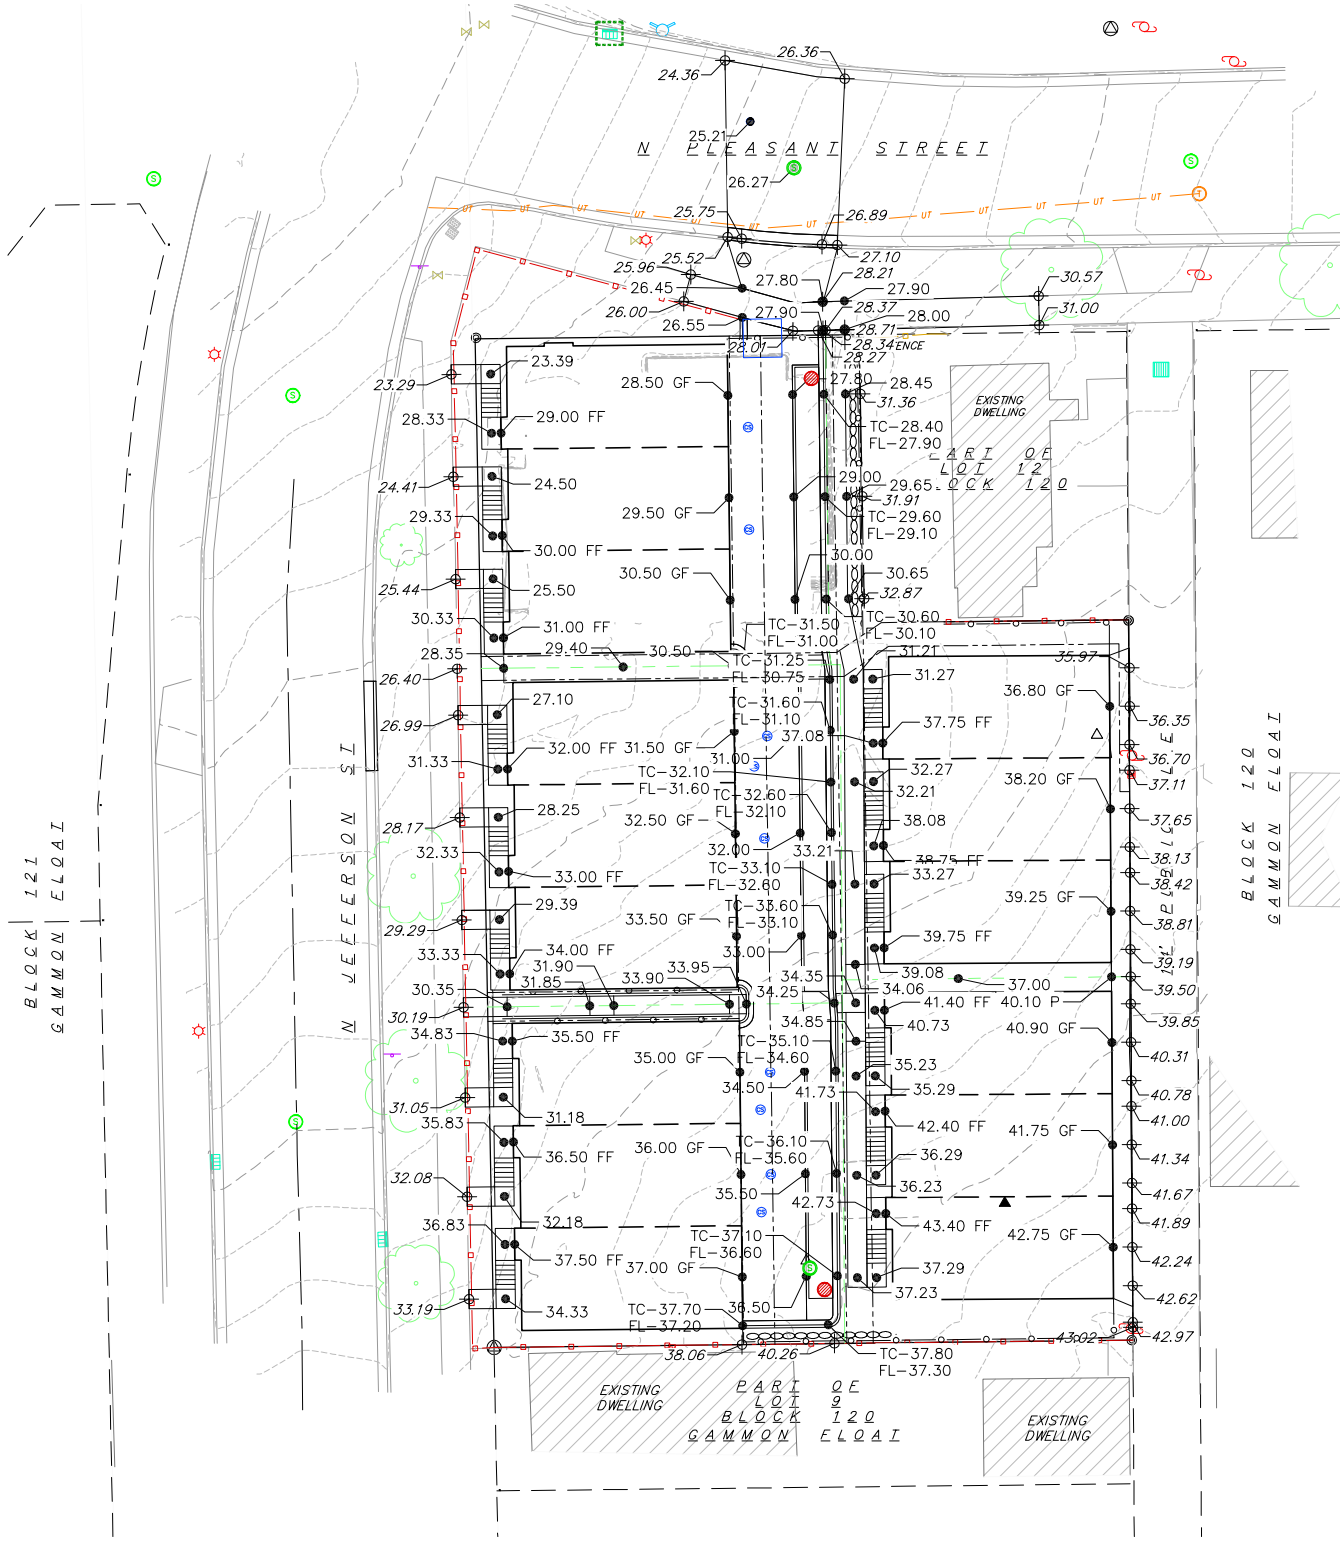 26.36
24.36
25.21
N PLEASANT STREET
26.27
UT UT UT UT UT UT UT UT
25.75
26.89
25.52
27.10
25.96
28.21
27.80
26.45
27.90
30.57
26.00
28.37
31.00
27.90
28.00
26.55
28.71
28.01
28.34
ENCE
28.27
23.39
23.29
27.80
28.50 GF
28.45
31.36
EXISTING
DWELLING
28.33
29.00 FF
TC-28.40
FL-27.90
ART OF
LOT 12
OCK 120
24.41
24.50
29.00
29.65
31.91
29.50 GF
29.33
TC-29.60
FL-29.10
30.00 FF
30.00
30.50 GF
25.44
25.50
30.65
32.87
TC-30.60
FL-30.10
30.33
31.00 FF
TC-31.50
FL-31.00
29.40
30.50
31.21
28.35
TC-31.25
FL-30.75
35.97
26.40
31.27
36.80 GF
27.10
TC-31.60
FL-31.10
26.99
36.35
37.75 FF
37.08
32.00 FF
31.50 GF
31.00
36.70
31.33
TC-32.10
FL-31.60
32.27
38.20 GF
37.11
32.21
TC-32.60
FL-32.10
28.25
37.65
28.17
32.50 GF
38.08
32.33
32.00
33.21
38.13
38.75 FF
33.00 FF
TC-33.10
FL-32.60
33.27
38.42
29.39
TC-33.60
FL-33.10
39.25 GF
29.29
33.50 GF
38.81
39.75 FF
33.33
34.00 FF
33.00
39.08
39.19
31.90
33.95
34.35
37.00
30.35
31.85
33.90
34.25
34.06
39.50
41.40 FF
40.10 P
30.19
34.85
40.73
39.85
34.83
35.50 FF
TC-35.10
FL-34.60
40.90 GF
35.00 GF
40.31
35.23
34.50
35.29
31.05
41.73
40.78
31.18
35.83
42.40 FF
41.00
36.50 FF
36.00 GF
TC-36.10
FL-35.60
41.75 GF
41.34
36.29
36.23
32.08
35.50
41.67
42.73
32.18
36.83
43.40 FF
41.89
TC-37.10
FL-36.60
42.75 GF
37.50 FF
42.24
37.00 GF
37.29
37.23
33.19
34.33
36.50
42.62
TC-37.70
FL-37.20
43.02
42.97
38.06
40.26
TC-37.80
FL-37.30
BLOCK 121
GAMMON FLOAT
N JEFFERSON ST
BLOCK 120
GAMMON FLOAT
EXISTING
DWELLING
PART OF
LOT 9
BLOCK 120
GAMMON FLOAT
EXISTING
DWELLING